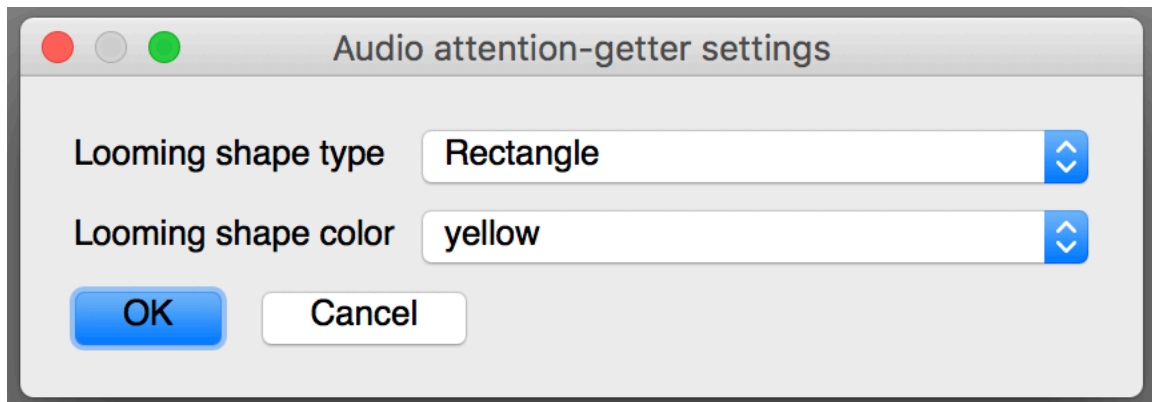 Audio attention-getter settings
Looming shape type Rectangle
Looming shape color yellow
OK Cancel